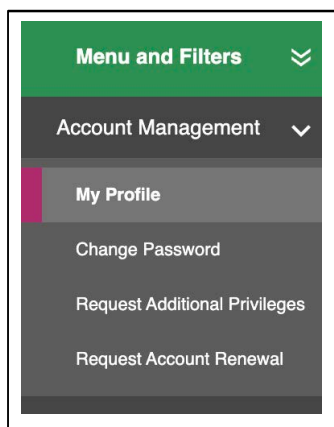 Menu and Filters
Account Management
My Profile
Change Password
Request Additional Privileges
Request Account Renewal